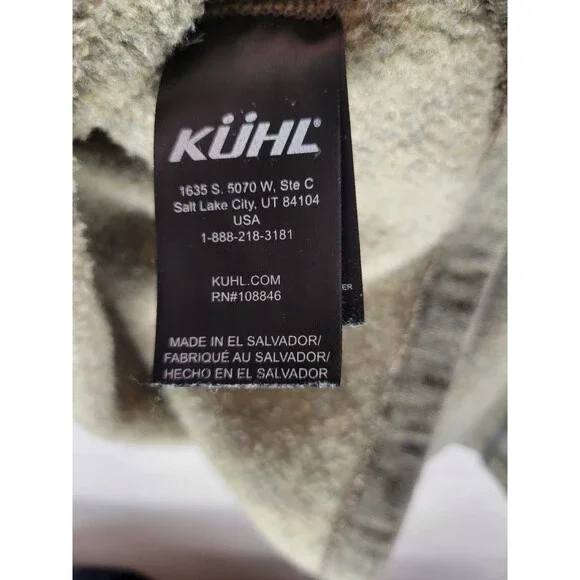 KÜHL®
1635 S. 5070 W, Ste C
Salt Lake City, UT 84104
USA
1-888-218-3181
KUHL.COM
RN#108846
MADE IN EL SALVADOR/
FABRIQUÉ AU SALVADOR/
HECHO EN EL SALVADOR
ER